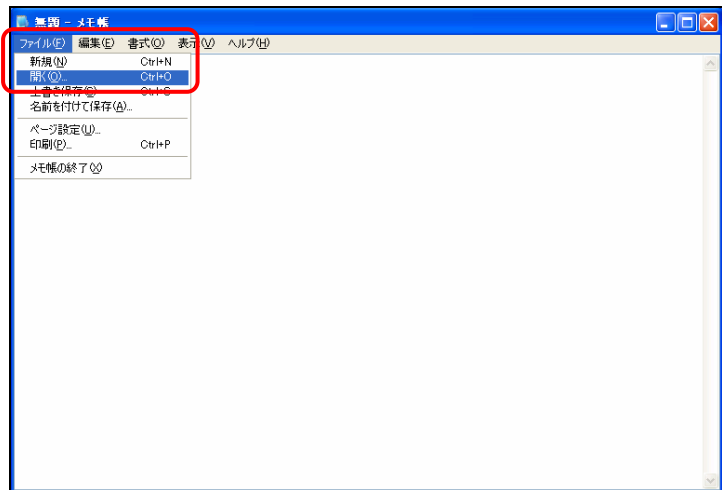 無題 - メモ帳
ファイル(F) 編集(E) 書式(O) 表示(V) ヘルプ(H)
新規(N) Ctrl+N
開く(O)... Ctrl+O
上書き保存(S) Ctrl+S
名前を付けて保存(A)...
ページ設定(U)...
印刷(P)... Ctrl+P
メモ帳の終了(X)